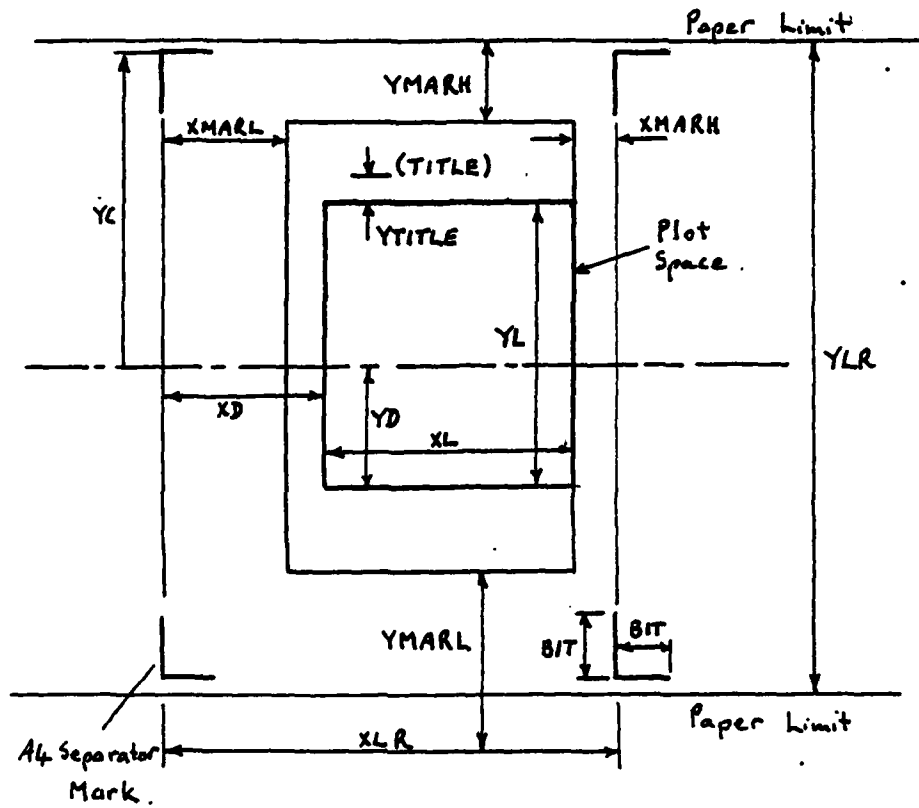 Paper Limit
YMARH
XMARL
XMARH
(TITLE)
YC
YTITLE
Plot
Space
YL
YLR
XD
YD
XL
YMARL
BIT
BIT
Paper Limit
XLR
A4 Separator
Mark.